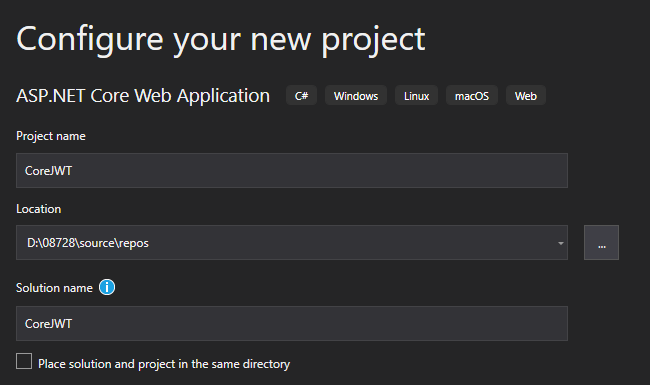 Configure your new project
ASP.NET Core Web Application C# Windows Linux macOS Web
Project name
CoreJWT
Location
D:\08728\source\repos
...
Solution name i
CoreJWT
Place solution and project in the same directory